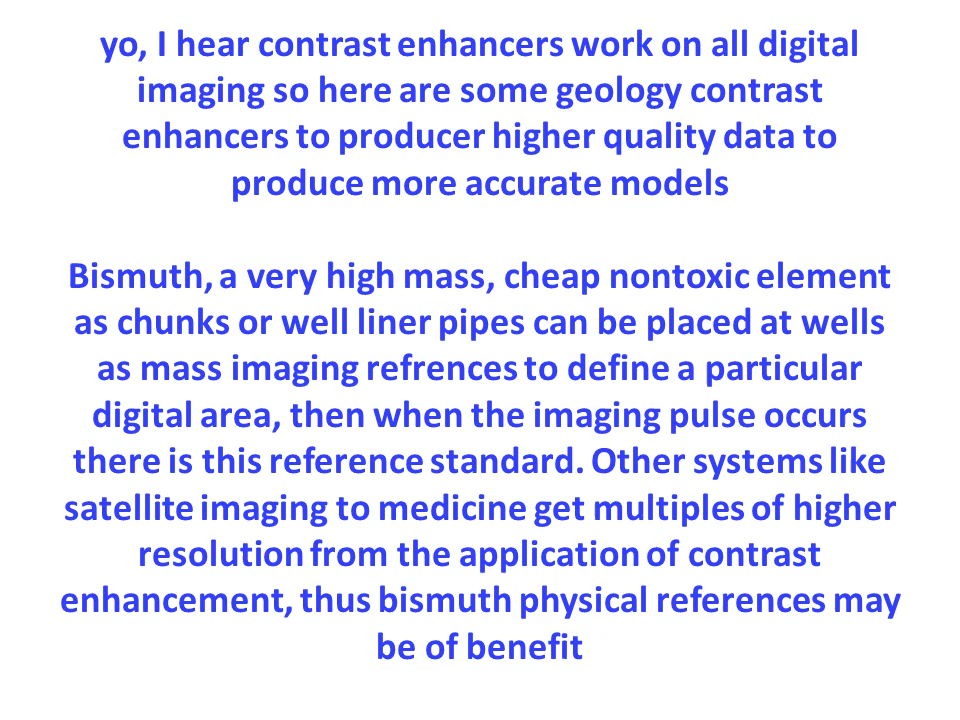 yo, I hear contrast enhancers work on all digital
imaging so here are some geology contrast
enhancers to producer higher quality data to
produce more accurate models
Bismuth, a very high mass, cheap nontoxic element
as chunks or well liner pipes can be placed at wells
as mass imaging refrences to define a particular
digital area, then when the imaging pulse occurs
there is this reference standard. Other systems like
satellite imaging to medicine get multiples of higher
resolution from the application of contrast
enhancement, thus bismuth physical references may
be of benefit